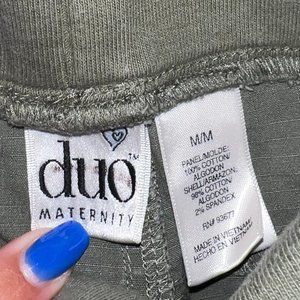 duo™
MATERNITY
M/M
PANEL/MOLDE:
100% COTTON/
ALGODON
SHELL/ARMAZON:
98% COTTON/
ALGODON
2% SPANDEX
RN# 93677
MADE IN VIETNAM/
HECHO EN VIETNAM